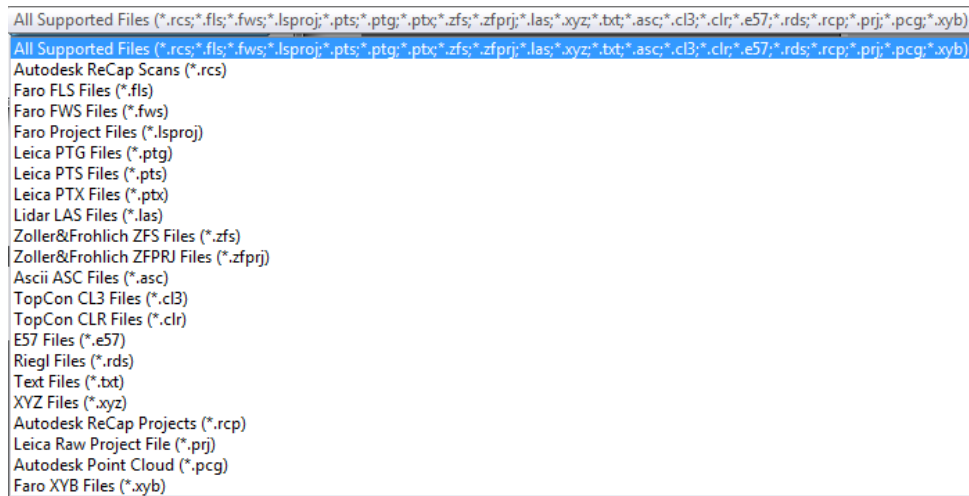 All Supported Files (*.rcs;*.fls;*.fws;*.lsproj;*.pts;*.ptg;*.ptx;*.zfs;*.zfprj;*.las;*.xyz;*.txt;*.asc;*.cl3;*.clr;*.e57;*.rds;*.rcp;*.prj;*.pcg;*.xyb)
All Supported Files (*.rcs;*.fls;*.fws;*.lsproj;*.pts;*.ptg;*.ptx;*.zfs;*.zfprj;*.las;*.xyz;*.txt;*.asc;*.cl3;*.clr;*.e57;*.rds;*.rcp;*.prj;*.pcg;*.xyb)
Autodesk ReCap Scans (*.rcs)
Faro FLS Files (*.fls)
Faro FWS Files (*.fws)
Faro Project Files (*.lsproj)
Leica PTG Files (*.ptg)
Leica PTS Files (*.pts)
Leica PTX Files (*.ptx)
Lidar LAS Files (*.las)
Zoller&Frohlich ZFS Files (*.zfs)
Zoller&Frohlich ZFPRJ Files (*.zfprj)
Ascii ASC Files (*.asc)
TopCon CL3 Files (*.cl3)
TopCon CLR Files (*.clr)
E57 Files (*.e57)
Riegl Files (*.rds)
Text Files (*.txt)
XYZ Files (*.xyz)
Autodesk ReCap Projects (*.rcp)
Leica Raw Project File (*.prj)
Autodesk Point Cloud (*.pcg)
Faro XYB Files (*.xyb)